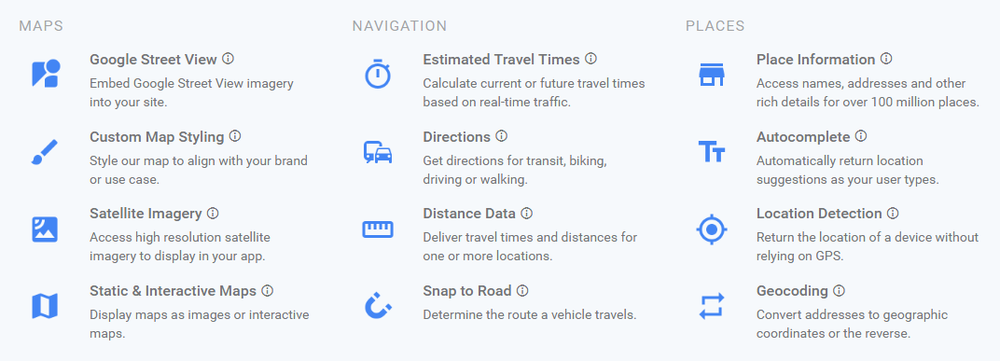 MAPS
Google Street View
Embed Google Street View imagery
into your site.
Custom Map Styling
Style our map to align with your brand
or use case.
Satellite Imagery
Access high resolution satellite
imagery to display in your app.
Static & Interactive Maps
Display maps as images or interactive
maps.
NAVIGATION
Estimated Travel Times
Calculate current or future travel times
based on real-time traffic.
Directions
Get directions for transit, biking,
driving or walking.
Distance Data
Deliver travel times and distances for
one or more locations.
Snap to Road
Determine the route a vehicle travels.
PLACES
Place Information
Access names, addresses and other
rich details for over 100 million places.
Autocomplete
Automatically return location
suggestions as your user types.
Location Detection
Return the location of a device without
relying on GPS.
Geocoding
Convert addresses to geographic
coordinates or the reverse.